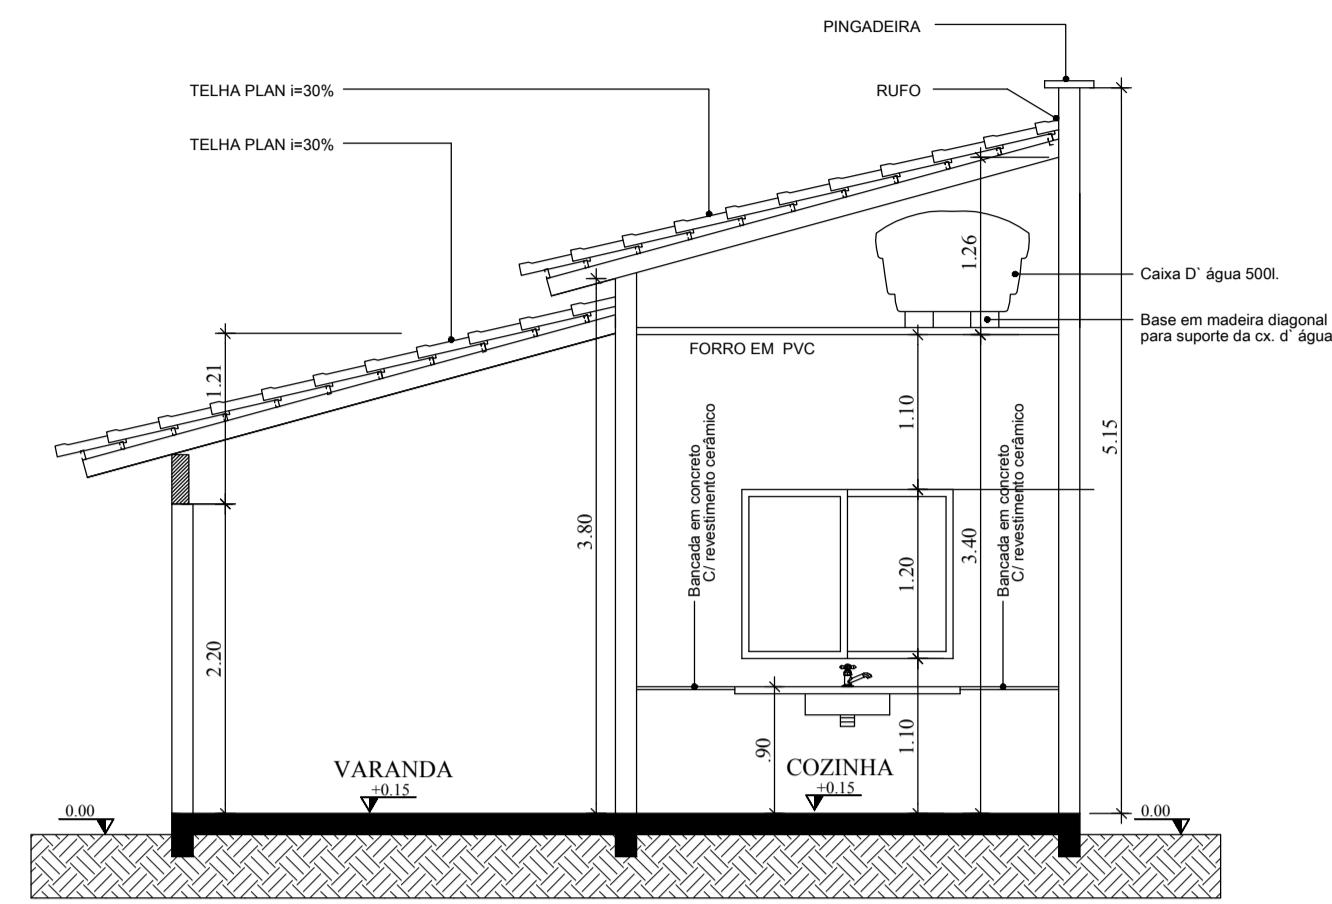 PINGADEIRA
TELHA PLAN i=30%
RUFO
TELHA PLAN i=30%
1.26
Caixa D` água 500l.
Base em madeira diagonal
para suporte da cx. d` água
FORRO EM PVC
1.21
1.10
Bancada em concreto
C/ revestimento cerâmico
Bancada em concreto
C/ revestimento cerâmico
5.15
3.80
3.40
1.20
2.20
.90
1.10
VARANDA
+0.15
COZINHA
+0.15
0.00
0.00